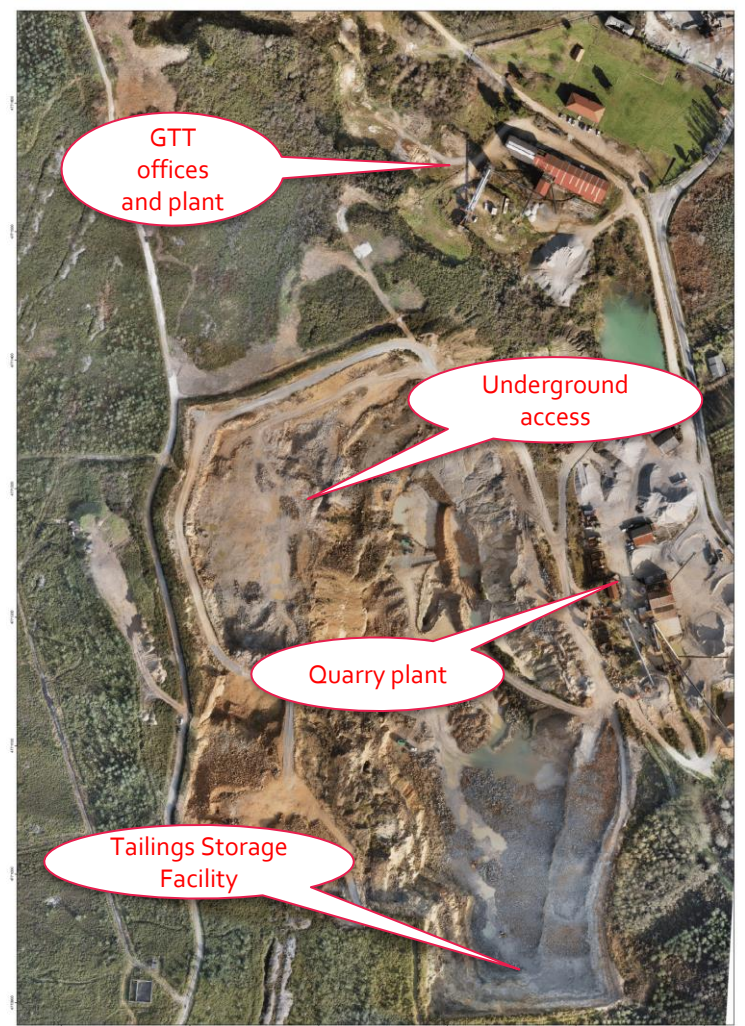 GTT
offices
and plant
Underground
access
Quarry plant
Tailings Storage
Facility